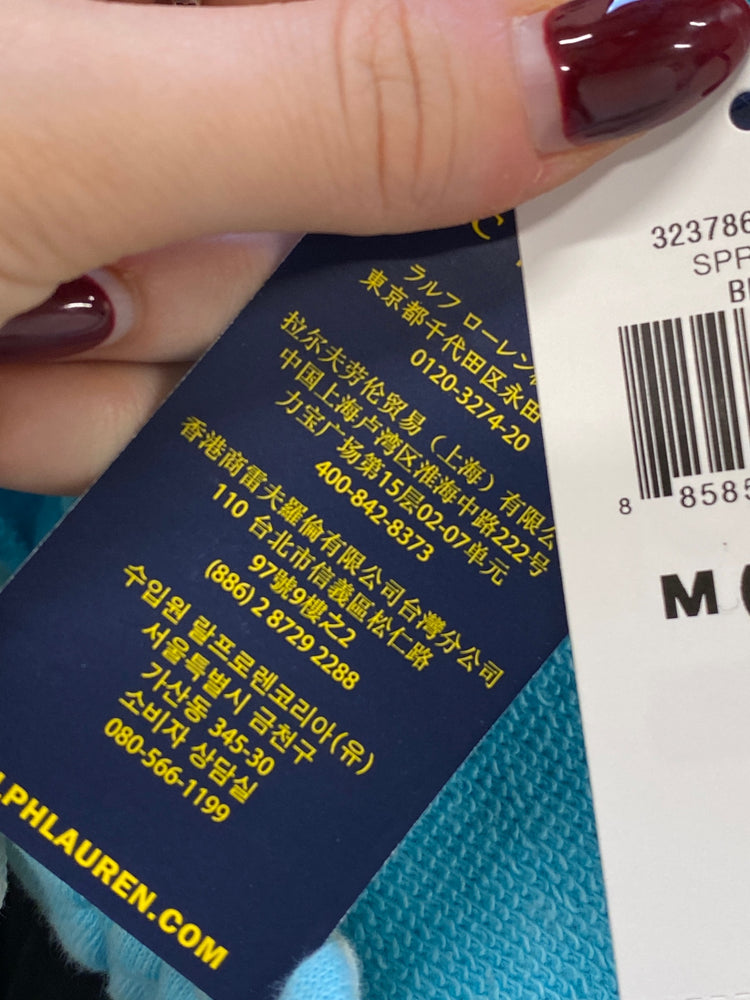 ラルフ ローレン
東京都千代田区永田
0120-3274-20
拉尔夫劳伦贸易（上海）有限公
中国上海卢湾区淮海中路222号
力宝广场第15层02-07单元
400-842-8373
香港商雷夫羅倫有限公司台灣分公司
110 台北市信義區松仁路
97號9樓之2
(886) 2 8729 2288
수입원 랄프로렌코리아(유)
서울특별시 금천구
가산동 345-30
소비자 상담실
080-566-1199
LPHLAUREN.COM
323786
SPR
8 8585
M